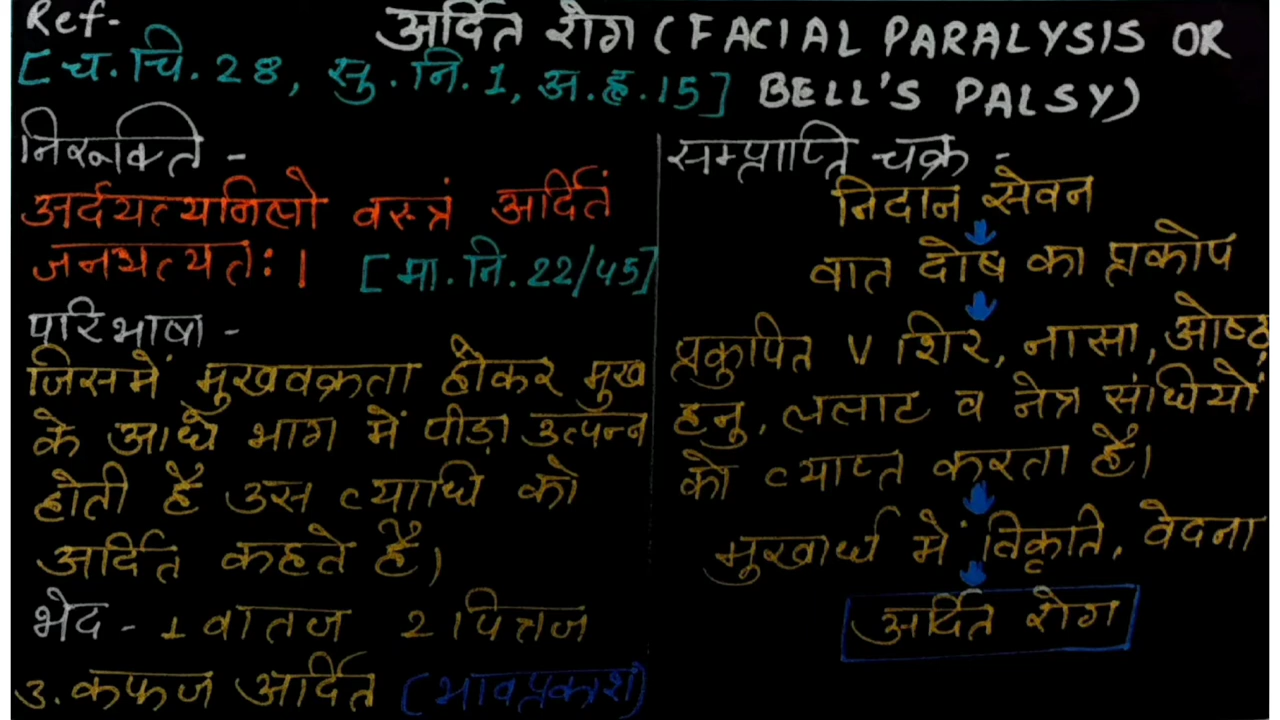 Ref-
अर्दित रोग (FACIAL PARALYSIS OR
[च.चि.28, सु.नि.1, अ.हृ.15] BELL'S PALSY)
निरूक्ति -
अर्दयत्यनिलो वस्त्रं अर्दितं
जनयत्यतः।
[मा.नि.22/45]
परिभाषा -
जिसमें मुखवक्रता होकर मुख
के आधे भाग में पीड़ा उत्पन्न
होती है उस व्याधि को
अर्दित कहते है।
भेद - 1 वातज 2। पित्तज
3. कफज अर्दित (भावप्रकाश)
सम्प्राप्ति चक्र -
निदान सेवन
वात दोष का प्रकोप
प्रकुपित V शिर, नासा, ओष्ठ,
हनु, ललाट व नेत्र संधियों
को व्याप्त करता है।
मुखार्ध में विकृति, वेदना
अर्दित रोग